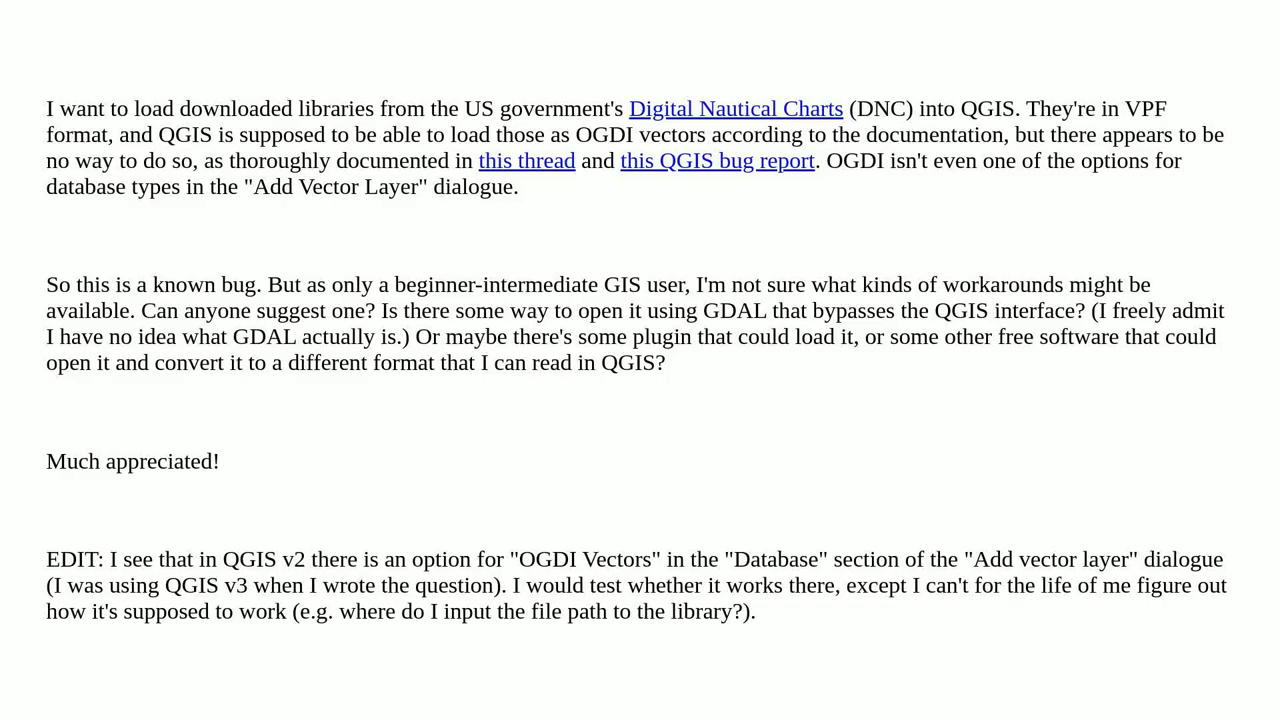 I want to load downloaded libraries from the US government's Digital Nautical Charts (DNC) into QGIS. They're in VPF
format, and QGIS is supposed to be able to load those as OGDI vectors according to the documentation, but there appears to be
no way to do so, as thoroughly documented in this thread and this QGIS bug report. OGDI isn't even one of the options for
database types in the "Add Vector Layer" dialogue.
So this is a known bug. But as only a beginner-intermediate GIS user, I'm not sure what kinds of workarounds might be
available. Can anyone suggest one? Is there some way to open it using GDAL that bypasses the QGIS interface? (I freely admit
I have no idea what GDAL actually is.) Or maybe there's some plugin that could load it, or some other free software that could
open it and convert it to a different format that I can read in QGIS?
Much appreciated!
EDIT: I see that in QGIS v2 there is an option for "OGDI Vectors" in the "Database" section of the "Add vector layer" dialogue
(I was using QGIS v3 when I wrote the question). I would test whether it works there, except I can't for the life of me figure out
how it's supposed to work (e.g. where do I input the file path to the library?).